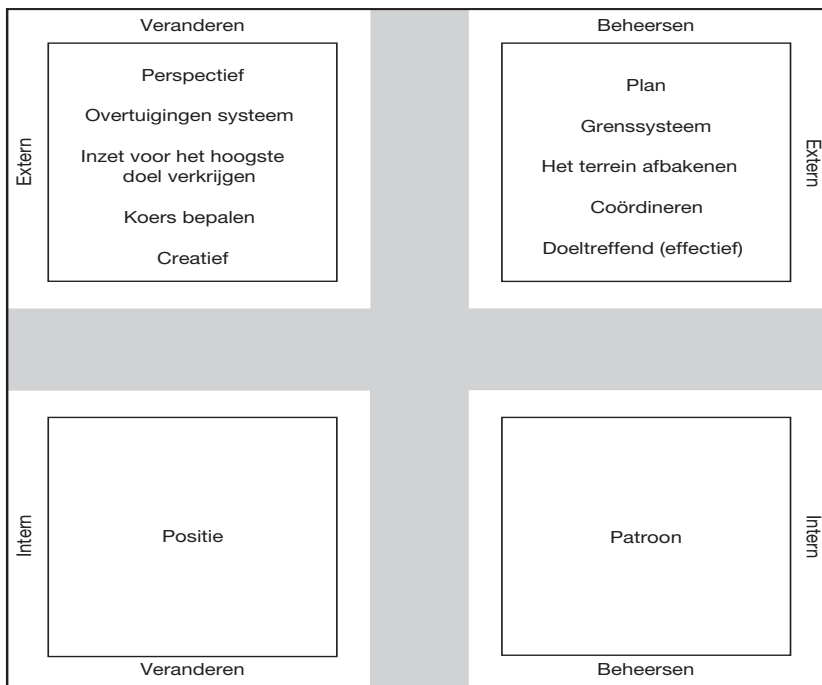 Veranderen
Beheersen
Extern
Perspectief
Overtuigingen systeem
Inzet voor het hoogste
doel verkrijgen
Koers bepalen
Creatief
Plan
Grenssysteem
Het terrein afbakenen
Coördineren
Doeltreffend (effectief)
Extern
Intern
Positie
Patroon
Intern
Veranderen
Beheersen